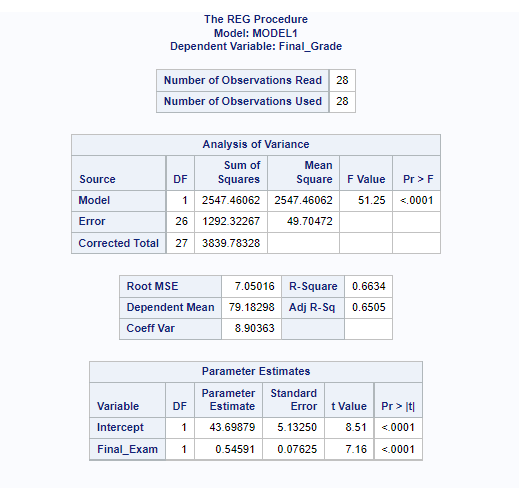 The REG Procedure
Model: MODEL1
Dependent Variable: Final_Grade
Number of Observations Read 28
Number of Observations Used 28
Analysis of Variance
Source DF Sum of Squares Mean Square F Value Pr > F
Model 1 2547.46062 2547.46062 51.25 <.0001
Error 26 1292.32267 49.70472
Corrected Total 27 3839.78328
Root MSE 7.05016 R-Square 0.6634
Dependent Mean 79.18298 Adj R-Sq 0.6505
Coeff Var 8.90363
Parameter Estimates
Variable DF Parameter Estimate Standard Error t Value Pr > |t|
Intercept 1 43.69879 5.13250 8.51 <.0001
Final_Exam 1 0.54591 0.07625 7.16 <.0001